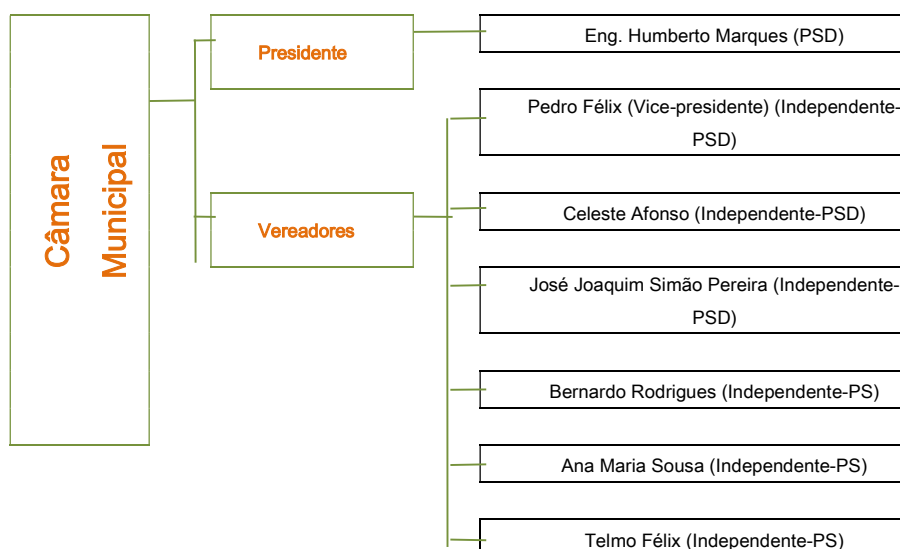 Câmara
Municipal
Presidente
Eng. Humberto Marques (PSD)
Vereadores
Pedro Félix (Vice-presidente) (Independente-
PSD)
Celeste Afonso (Independente-PSD)
José Joaquim Simão Pereira (Independente-
PSD)
Bernardo Rodrigues (Independente-PS)
Ana Maria Sousa (Independente-PS)
Telmo Félix (Independente-PS)